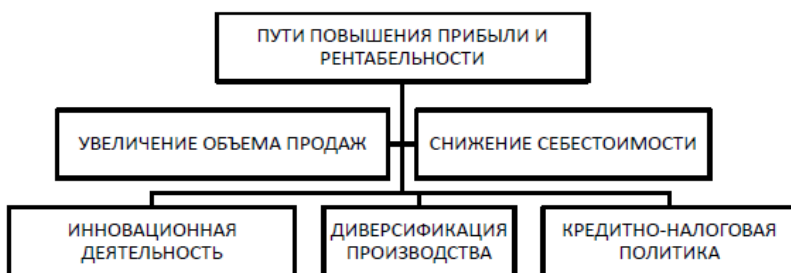 ПУТИ ПОВЫШЕНИЯ ПРИБЫЛИ И
РЕНТАБЕЛЬНОСТИ
УВЕЛИЧЕНИЕ ОБЪЕМА ПРОДАЖ
СНИЖЕНИЕ СЕБЕСТОИМОСТИ
ИННОВАЦИОННАЯ
ДЕЯТЕЛЬНОСТЬ
ДИВЕРСИФИКАЦИЯ
ПРОИЗВОДСТВА
КРЕДИТНО-НАЛОГОВАЯ
ПОЛИТИКА